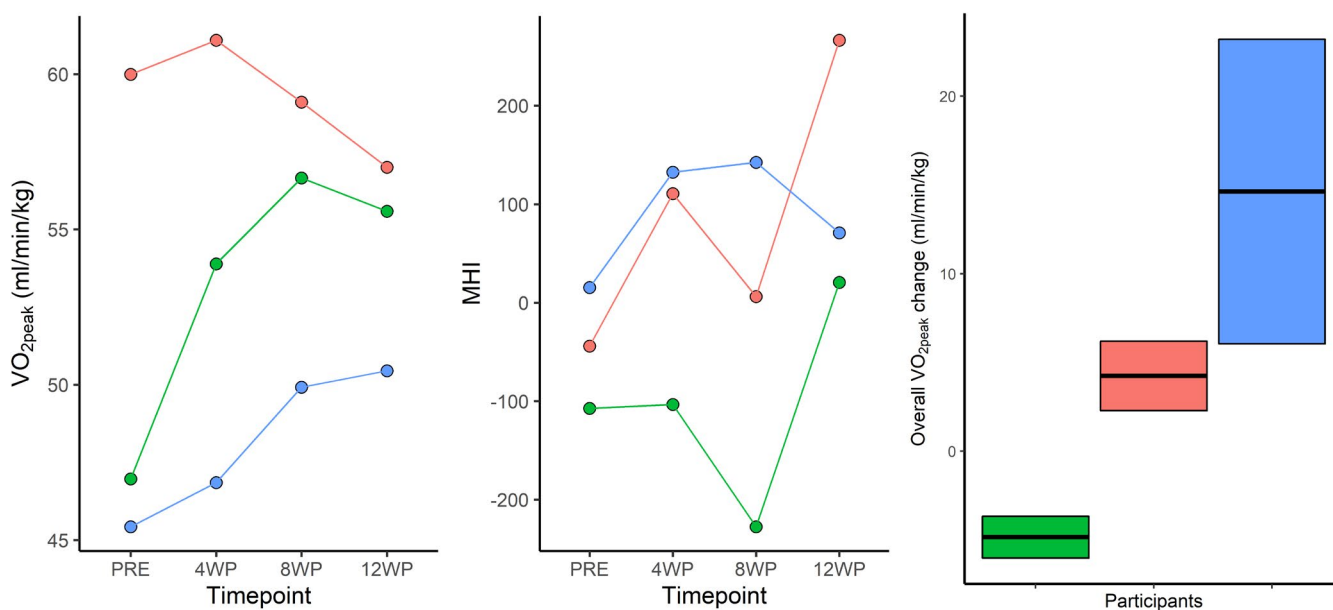 VO2peak (ml/min/kg)
60
55
50
45
PRE 4WP 8WP 12WP
Timepoint
MHI
200
100
0
-100
-200
PRE 4WP 8WP 12WP
Timepoint
Overall VO2peak change (ml/min/kg)
20
10
0
Participants